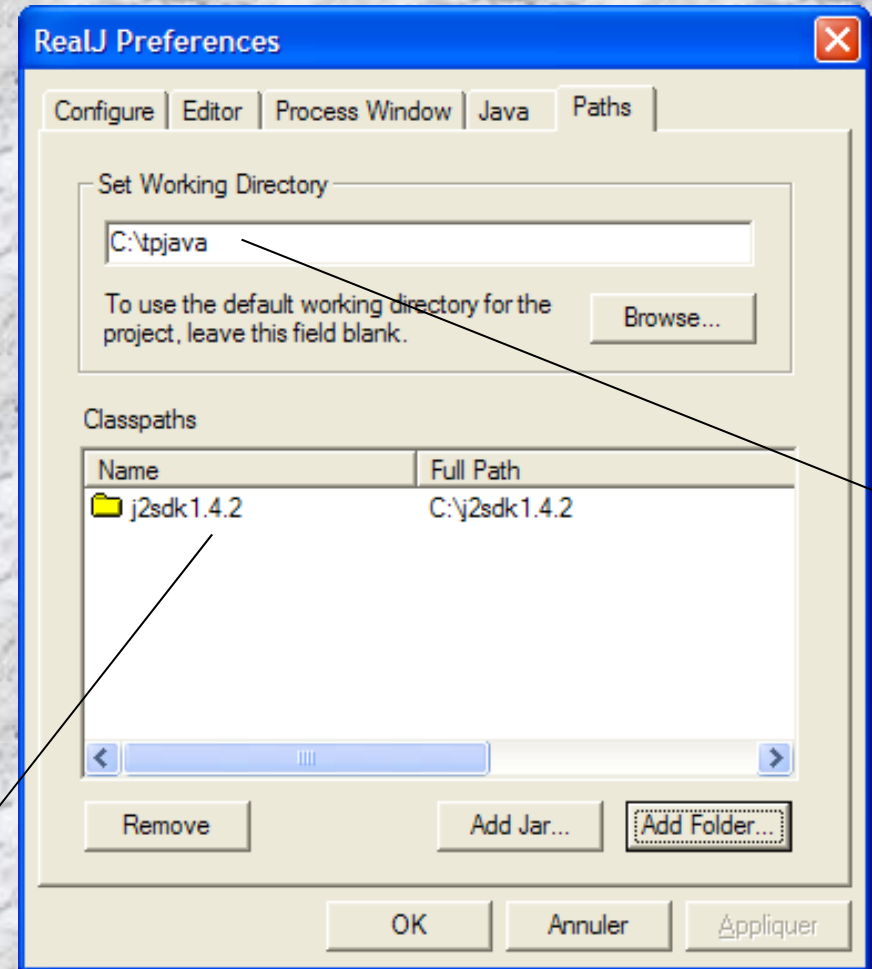 RealJ Preferences
Configure Editor Process Window Java Paths
Set Working Directory
C:\tpjava
To use the default working directory for the
project, leave this field blank.
Browse...
Classpaths
Name Full Path
j2sdk1.4.2 C:\j2sdk1.4.2
Remove Add Jar... Add Folder...
OK Annuler Appliquer